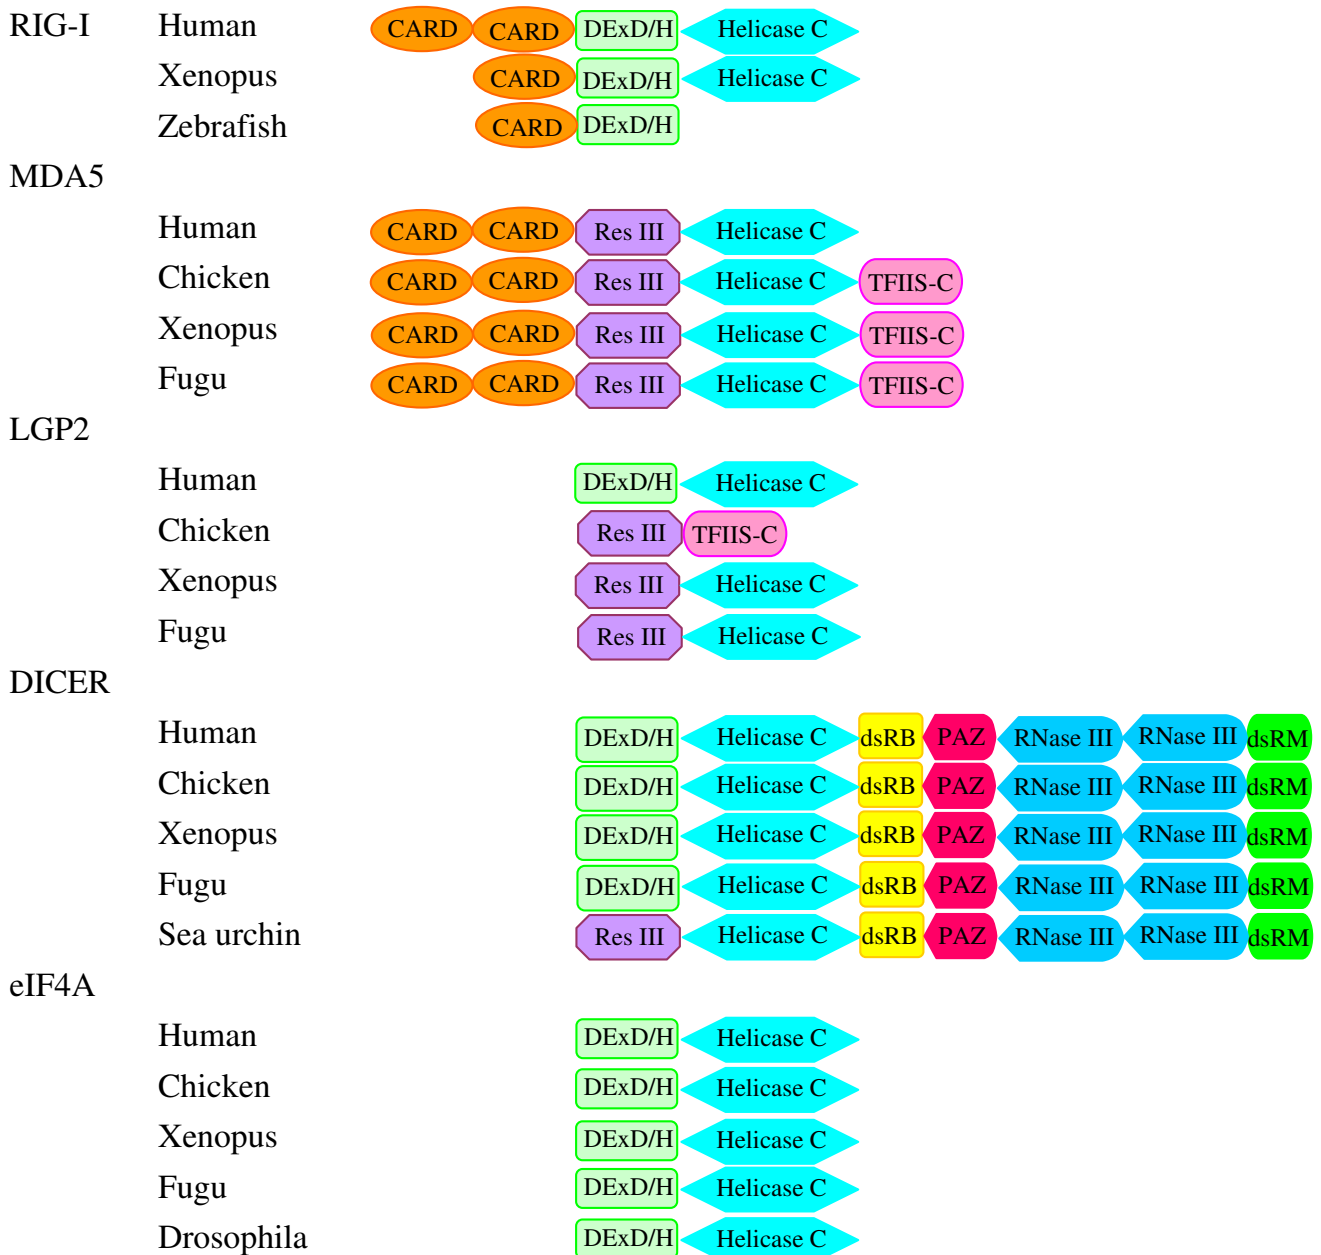 RIG-I Human CARD CARD DExD/H Helicase C
Xenopus CARD DExD/H Helicase C
Zebrafish CARD DExD/H
MDA5
Human CARD CARD Res III Helicase C
Chicken CARD CARD Res III Helicase C TFIIS-C
Xenopus CARD CARD Res III Helicase C TFIIS-C
Fugu CARD CARD Res III Helicase C TFIIS-C
LGP2
Human DExD/H Helicase C
Chicken Res III TFIIS-C
Xenopus Res III Helicase C
Fugu Res III Helicase C
DICER
Human DExD/H Helicase C dsRB PAZ RNase III RNase III dsRM
Chicken DExD/H Helicase C dsRB PAZ RNase III RNase III dsRM
Xenopus DExD/H Helicase C dsRB PAZ RNase III RNase III dsRM
Fugu DExD/H Helicase C dsRB PAZ RNase III RNase III dsRM
Sea urchin Res III Helicase C dsRB PAZ RNase III RNase III dsRM
eIF4A
Human DExD/H Helicase C
Chicken DExD/H Helicase C
Xenopus DExD/H Helicase C
Fugu DExD/H Helicase C
Drosophila DExD/H Helicase C